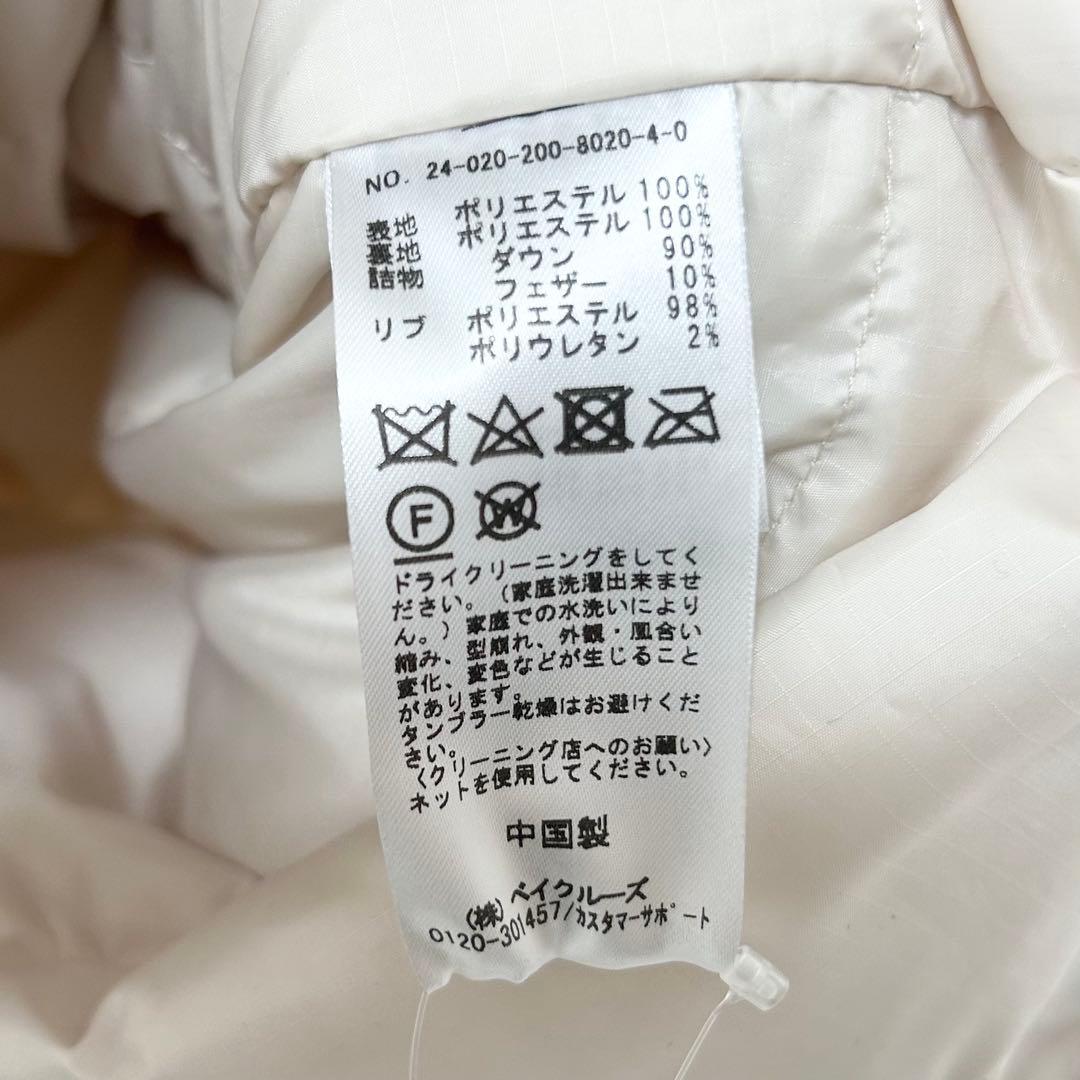 NO. 24-020-200-8020-4-0
表地 ポリエステル 100%
裏地 ポリエステル 100%
詰物 ダウン 90%
フェザー 10%
リブ ポリエステル 98%
ポリウレタン 2%
F
W
ドライクリーニングをしてく
ださい。(家庭洗濯出来ませ
ん。)家庭での水洗いにより
縮み、型崩れ、外観・風合い
変化、変色などが生じること
があります。
タンブラー乾燥はお避けくだ
さい。
〈クリーニング店へのお願い〉
ネットを使用してください。
中国製
(株)ベイクルーズ
0120-301457/カスタマーサポート